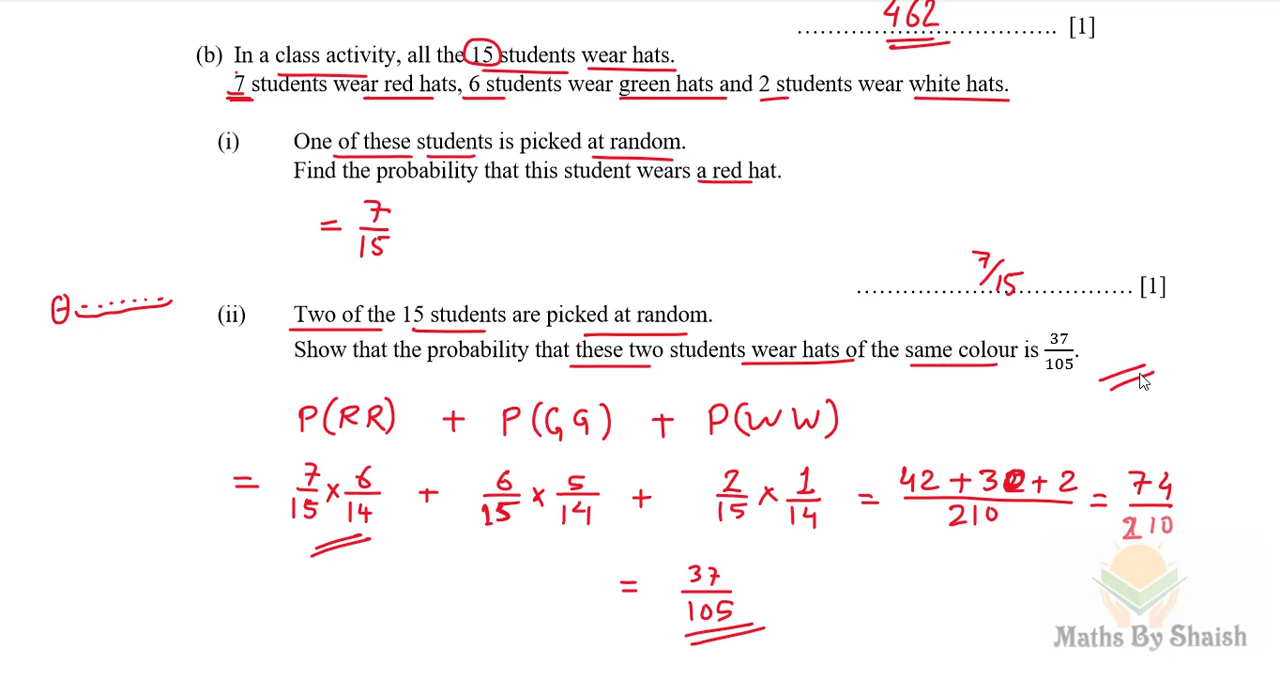 462
.................................... [1]
(b) In a class activity, all the 15 students wear hats.
7 students wear red hats, 6 students wear green hats and 2 students wear white hats.
(i) One of these students is picked at random.
Find the probability that this student wears a red hat.
= 7/15
7/15
.................................... [1]
(ii) Two of the 15 students are picked at random.
Show that the probability that these two students wear hats of the same colour is 37/105.
P(RR) + P(GG) + P(WW)
= 7/15 × 6/14 + 6/15 × 5/14 + 2/15 × 1/14 = 42+30+2/210 = 74/210
= 37/105
Maths By Shaish